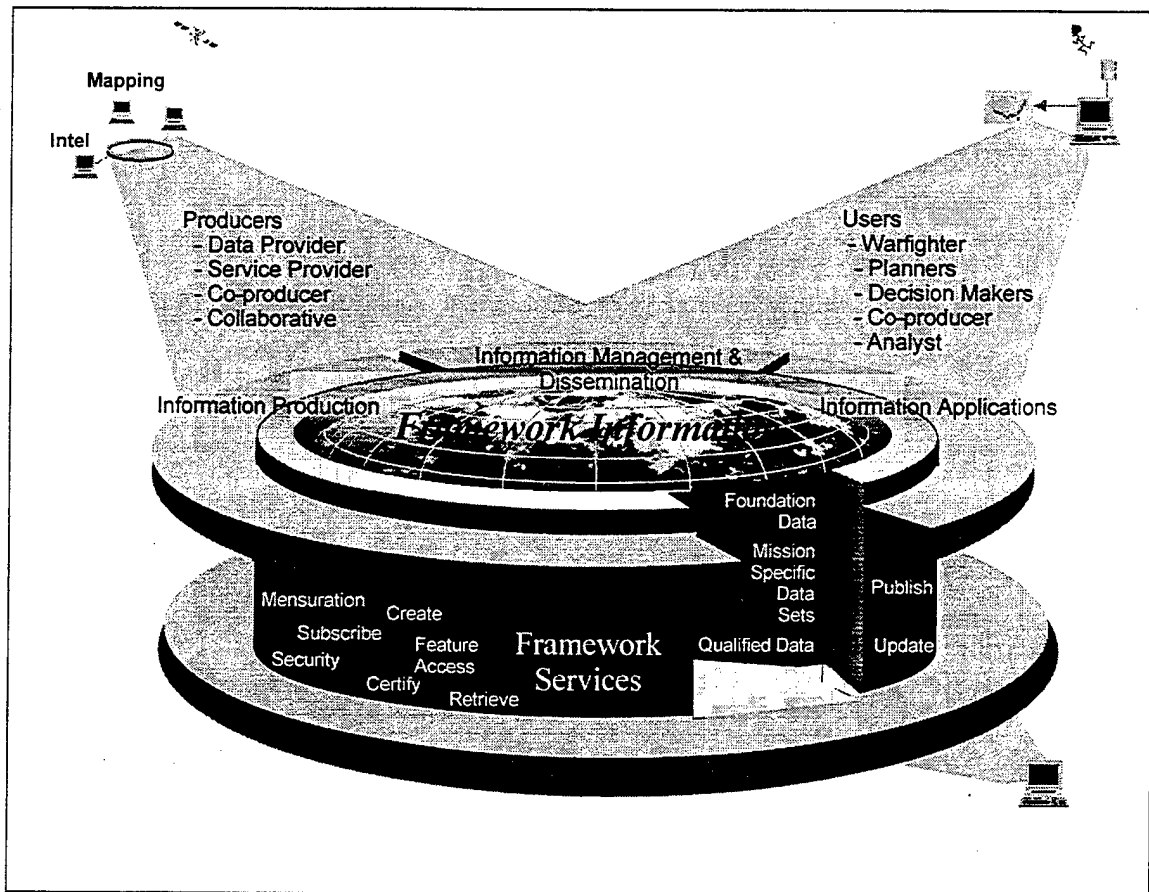 Mapping
Intel
Producers
- Data Provider
- Service Provider
- Co-producer
- Collaborative
Users
- Warfighter
- Planners
- Decision Makers
- Co-producer
- Analyst
Information Management &
Dissemination
Information Production
Information Applications
Framework
Foundation
Data
Mission
Specific
Data
Sets
Qualified Data
Publish
Update
Mensuration
Create
Subscribe
Feature
Access
Security
Certify
Retrieve
Framework
Services